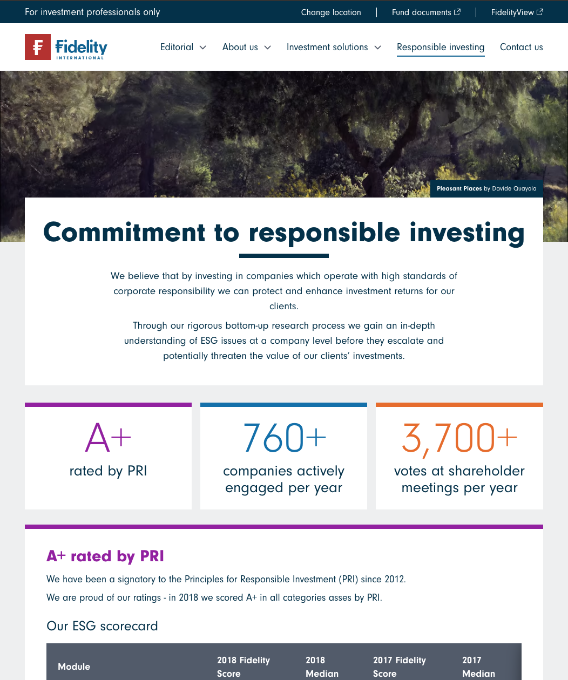 For investment professionals only
Change location
Fund documents
FidelityView
Fidelity
INTERNATIONAL
Editorial
About us
Investment solutions
Responsible investing
Contact us
Pleasant Places by Davide Quayola
Commitment to responsible investing
We believe that by investing in companies which operate with high standards of
corporate responsibility we can protect and enhance investment returns for our
clients.
Through our rigorous bottom-up research process we gain an in-depth
understanding of ESG issues at a company level before they escalate and
potentially threaten the value of our clients' investments.
A+
rated by PRI
760+
companies actively
engaged per year
3,700+
votes at shareholder
meetings per year
A+ rated by PRI
We have been a signatory to the Principles for Responsible Investment (PRI) since 2012.
We are proud of our ratings - in 2018 we scored A+ in all categories asses by PRI.
Our ESG scorecard
Module
2018 Fidelity
Score
2018
Median
2017 Fidelity
Score
2017
Median